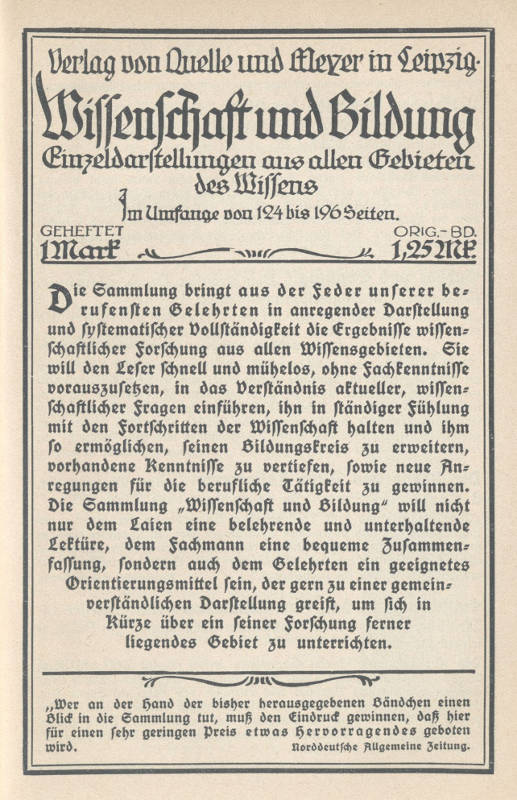 Verlag von Quelle und Meyer in Leipzig.
Wissenschaft und Bildung
Einzeldarstellungen aus allen Gebieten
des Wissens
Im Umfange von 124 bis 196 Seiten.
GEHEFTET
1 Mark
ORIG.-BD.
1,25 Mk.
Die Sammlung bringt aus der Feder unserer be-
rufensten Gelehrten in anregender Darstellung
und systematischer Vollständigkeit die Ergebnisse wissen-
schaftlicher Forschung aus allen Wissensgebieten. Sie
will den Leser schnell und mühelos, ohne Fachkenntnisse
vorauszusetzen, in das Verständnis aktueller, wissen-
schaftlicher Fragen einführen, ihn in ständiger Fühlung
mit den Fortschritten der Wissenschaft halten und ihm
so ermöglichen, seinen Bildungskreis zu erweitern,
vorhandene Kenntnisse zu vertiefen, sowie neue An-
regungen für die berufliche Tätigkeit zu gewinnen.
Die Sammlung „Wissenschaft und Bildung“ will nicht
nur dem Laien eine belehrende und unterhaltende
Lektüre, dem Fachmann eine bequeme Zusammen-
fassung, sondern auch dem Gelehrten ein geeignetes
Orientierungsmittel sein, der gern zu einer gemein-
verständlichen Darstellung greift, um sich in
Kürze über ein seiner Forschung ferner
liegendes Gebiet zu unterrichten.
„Wer an der Hand der bisher herausgegebenen Bändchen einen
Blick in die Sammlung tut, muß den Eindruck gewinnen, daß hier
für einen sehr geringen Preis etwas Hervorragendes geboten
wird. Norddeutsche Allgemeine Zeitung.